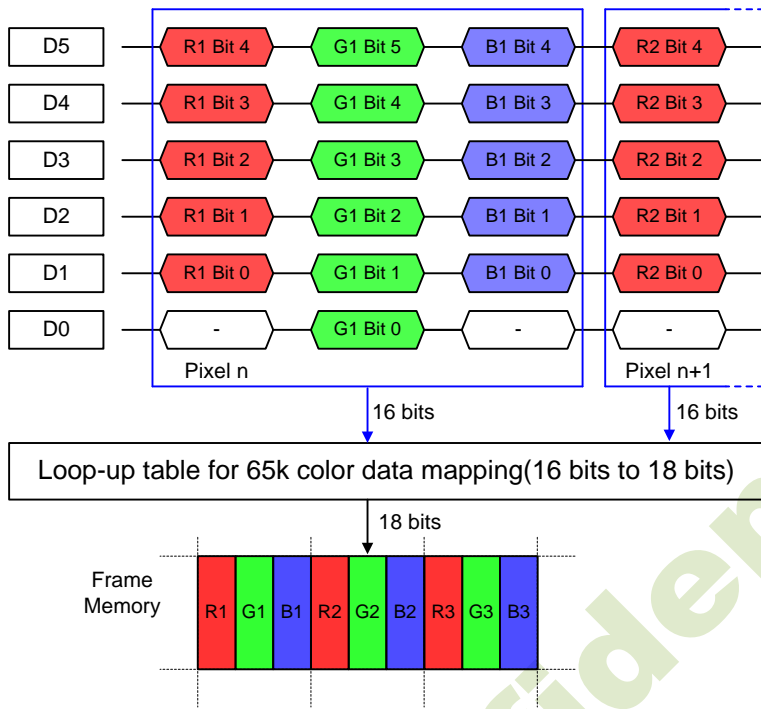 D5 R1 Bit 4 G1 Bit 5 B1 Bit 4 R2 Bit 4
D4 R1 Bit 3 G1 Bit 4 B1 Bit 3 R2 Bit 3
D3 R1 Bit 2 G1 Bit 3 B1 Bit 2 R2 Bit 2
D2 R1 Bit 1 G1 Bit 2 B1 Bit 1 R2 Bit 1
D1 R1 Bit 0 G1 Bit 1 B1 Bit 0 R2 Bit 0
D0 - G1 Bit 0 - -
Pixel n Pixel n+1
16 bits 16 bits
Loop-up table for 65k color data mapping(16 bits to 18 bits)
18 bits
Frame
Memory
R1 G1 B1 R2 G2 B2 R3 G3 B3